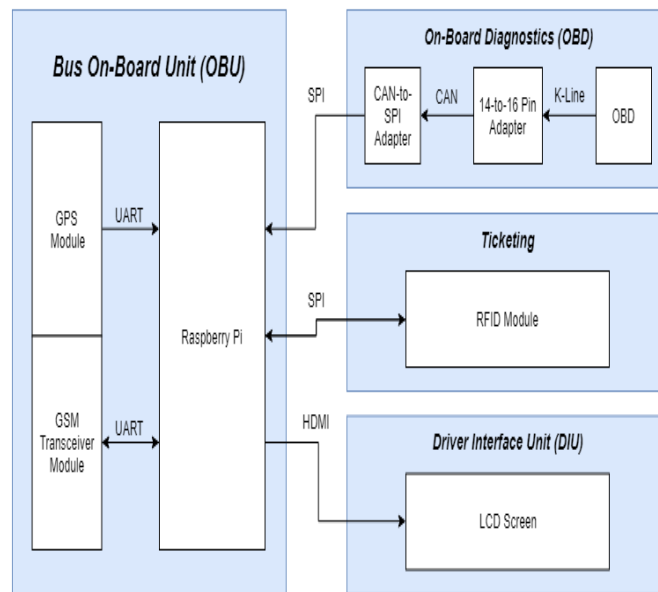 Bus On-Board Unit (OBU)
GPS
Module
UART
GSM
Transceiver
Module
UART
Raspberry Pi
SPI
SPI
HDMI
On-Board Diagnostics (OBD)
CAN-to-
SPI
Adapter
CAN
14-to-16 Pin
Adapter
K-Line
OBD
Ticketing
RFID Module
Driver Interface Unit (DIU)
LCD Screen